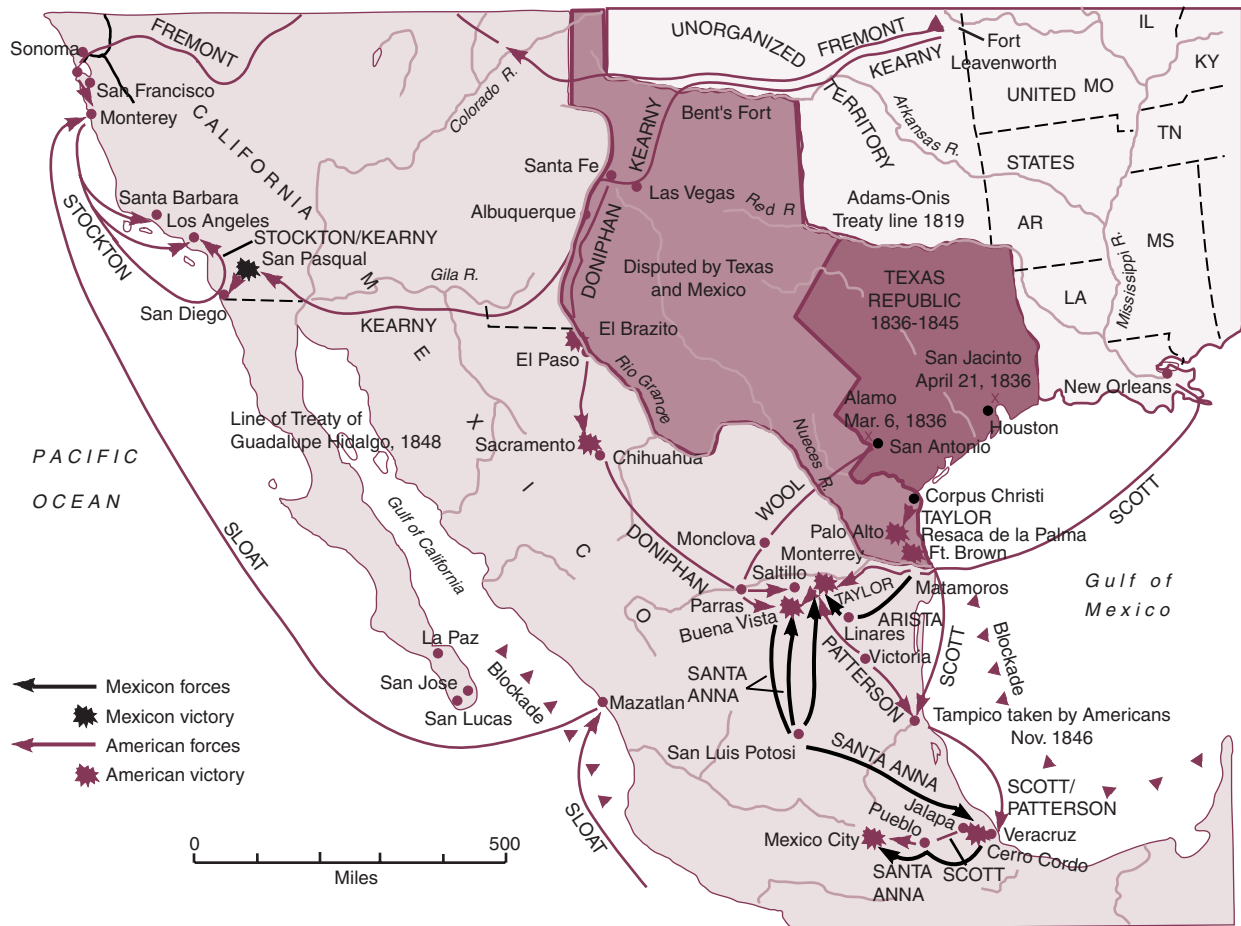 Sonoma
FREMONT
San Francisco
Monterey
CALIFORNIA
Colorado R.
UNORGANIZED
TERRITORY
FREMONT
KEARNY
Fort
Leavenworth
IL
KY
UNITED
STATES
MO
TN
Arkansas R.
Bent's Fort
KEARNY
Santa Fe
Las Vegas
Albuquerque
Red R
Adams-Onis
Treaty line 1819
AR
MS
LA
Mississippi R.
Santa Barbara
Los Angeles
STOCKTON
STOCKTON/KEARNY
San Pasqual
San Diego
Gila R.
KEARNY
MEXICO
DONIPHAN
Disputed by Texas
and Mexico
TEXAS
REPUBLIC
1836-1845
El Brazito
El Paso
Rio Grande
San Jacinto
April 21, 1836
X
New Orleans
Alamo
Mar. 6, 1836
X
Houston
San Antonio
Line of Treaty of
Guadalupe Hidalgo, 1848
Sacramento
Chihuahua
Nueces R.
PACIFIC
OCEAN
SLOAT
Gulf of California
DONIPHAN
WOOL
Corpus Christi
TAYLOR
Palo Alto
Resaca de la Palma
Ft. Brown
SCOTT
Monclova
Monterrey
Saltillo
TAYLOR
Matamoros
Gulf of
Mexico
Parras
Buena Vista
ARISTA
Linares
Victoria
PATTERSON
SCOTT
Blockade
La Paz
San Jose
San Lucas
Blockade
Mazatlan
SANTA
ANNA
San Luis Potosi
Tampico taken by Americans
Nov. 1846
SANTA ANNA
SCOTT/
PATTERSON
SLOAT
Jalapa
Pueblo
Mexico City
Veracruz
Cerro Cordo
SANTA
ANNA
SCOTT
Mexicon forces
Mexicon victory
American forces
American victory
0 500
Miles